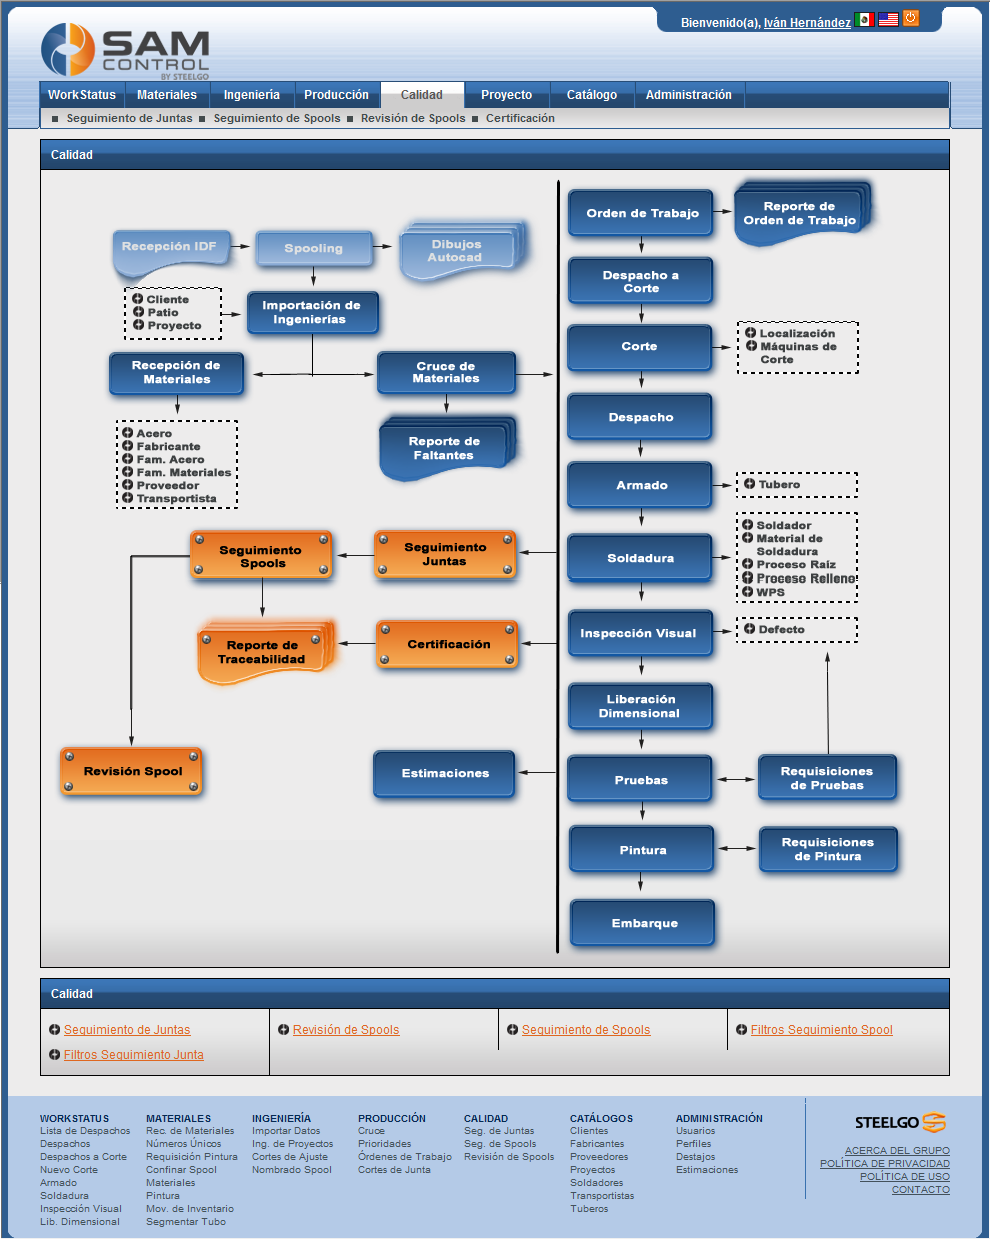 Bienvenido(a), Iván Hernández
SAM
CONTROL
BY STEELGO
WorkStatus
Materiales
Ingeniería
Producción
Calidad
Proyecto
Catálogo
Administración
Seguimiento de Juntas
Seguimiento de Spools
Revisión de Spools
Certificación
Calidad
Recepción IDF
Spooling
Dibujos
Autocad
Cliente
Patio
Proyecto
Importación de
Ingenierías
Recepción de
Materiales
Cruce de
Materiales
Acero
Fabricante
Fam. Acero
Fam. Materiales
Proveedor
Transportista
Reporte de
Faltantes
Seguimiento
Spools
Seguimiento
Juntas
Reporte de
Traceabilidad
Certificación
Revisión Spool
Estimaciones
Orden de Trabajo
Reporte de
Orden de Trabajo
Despacho a
Corte
Corte
Localización
Máquinas de
Corte
Despacho
Armado
Tubero
Soldadura
Soldador
Material de
Soldadura
Proceso Raíz
Proceso Relleno
WPS
Inspección Visual
Defecto
Liberación
Dimensional
Pruebas
Requisiciones
de Pruebas
Pintura
Requisiciones
de Pintura
Embarque
Calidad
Seguimiento de Juntas
Revisión de Spools
Seguimiento de Spools
Filtros Seguimiento Spool
Filtros Seguimiento Junta
WORKSTATUS
Lista de Despachos
Despachos
Despachos a Corte
Nuevo Corte
Armado
Soldadura
Inspección Visual
Lib. Dimensional
MATERIALES
Rec. de Materiales
Números Únicos
Requisición Pintura
Confinar Spool
Materiales
Pintura
Mov. de Inventario
Segmentar Tubo
INGENIERÍA
Importar Datos
Ing. de Proyectos
Cortes de Ajuste
Nombrado Spool
PRODUCCIÓN
Cruce
Prioridades
Órdenes de Trabajo
Cortes de Junta
CALIDAD
Seg. de Juntas
Seg. de Spools
Revisión de Spools
CATÁLOGOS
Clientes
Fabricantes
Proveedores
Proyectos
Soldadores
Transportistas
Tuberos
ADMINISTRACIÓN
Usuarios
Perfiles
Destajos
Estimaciones
STEELGO
ACERCA DEL GRUPO
POLÍTICA DE PRIVACIDAD
POLÍTICA DE USO
CONTACTO